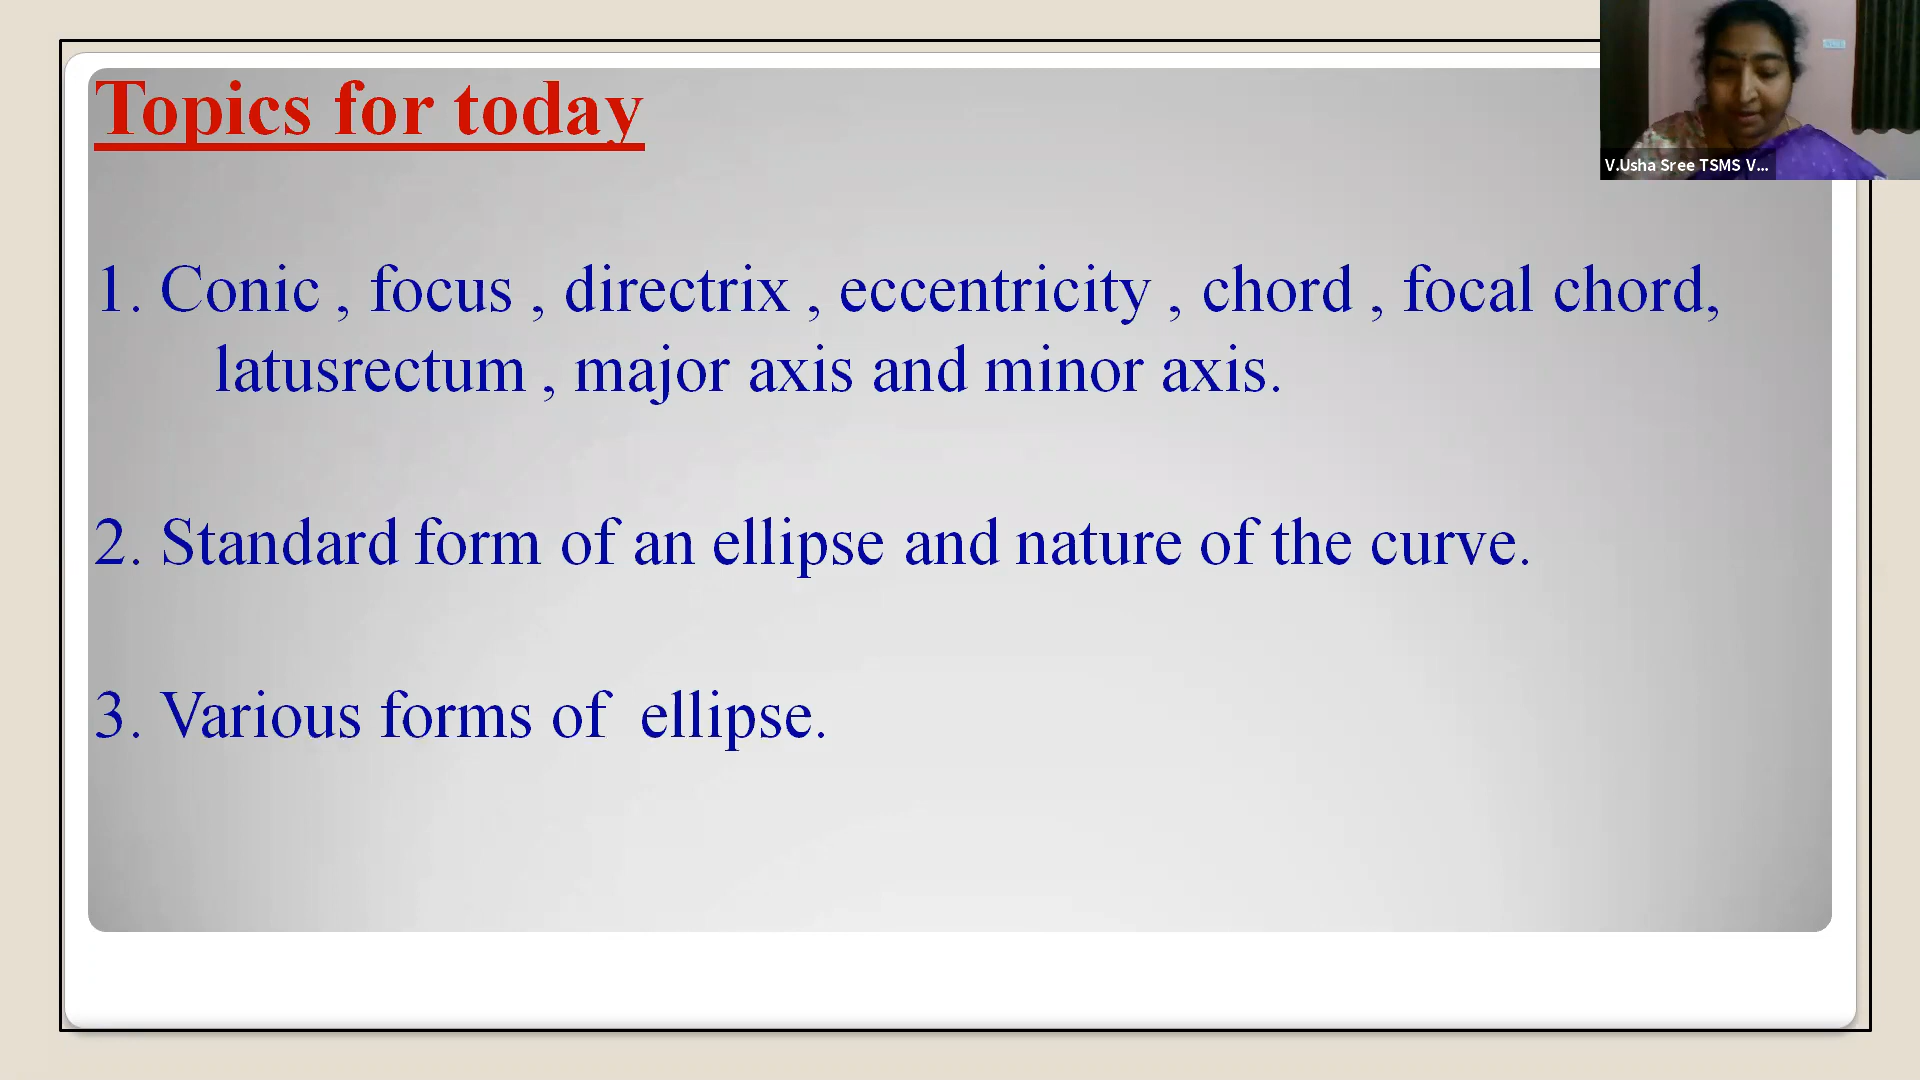 Topics for today
V.Usha Sree TSMS V...
1. Conic , focus , directrix , eccentricity , chord , focal chord,
latusrectum , major axis and minor axis.
2. Standard form of an ellipse and nature of the curve.
3. Various forms of  ellipse.